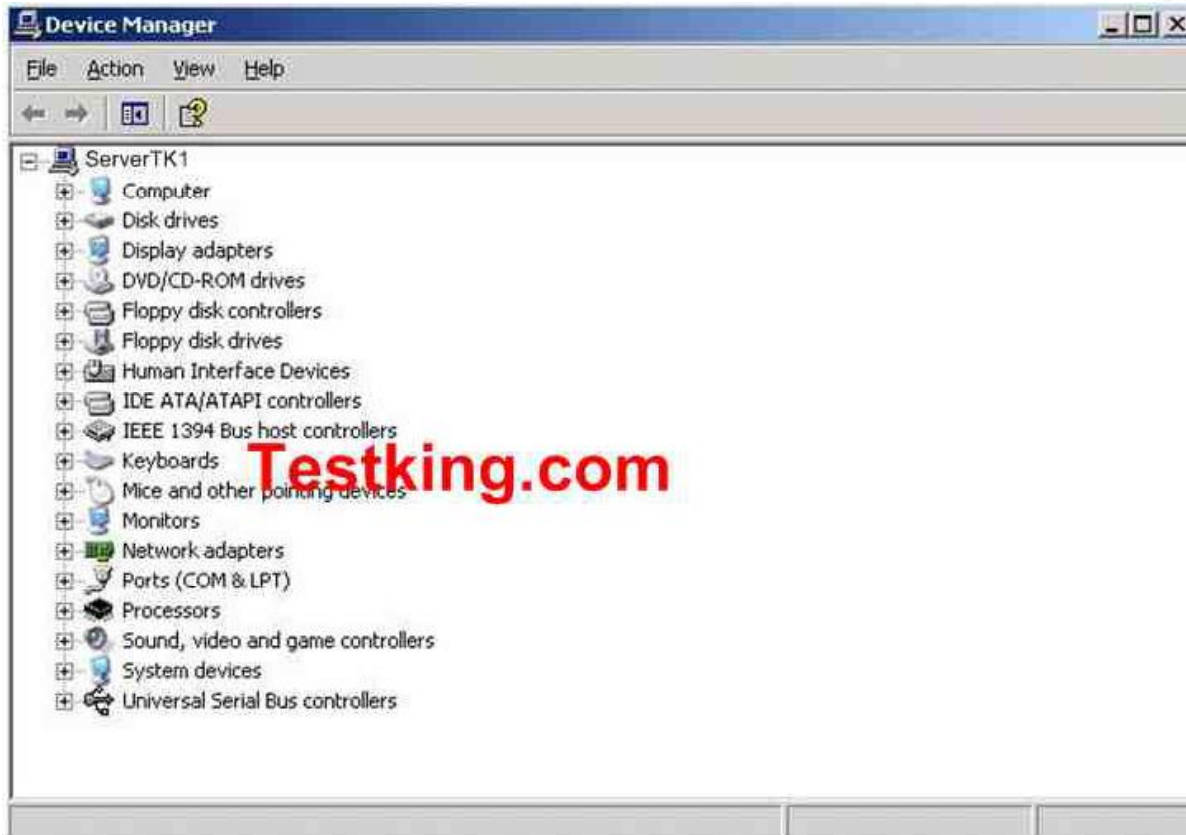 Device Manager
File Action View Help
ServerTK1
Computer
Disk drives
Display adapters
DVD/CD-ROM drives
Floppy disk controllers
Floppy disk drives
Human Interface Devices
IDE ATA/ATAPI controllers
IEEE 1394 Bus host controllers
Keyboards
Testking.com
Mice and other pointing devices
Monitors
Network adapters
Ports (COM & LPT)
Processors
Sound, video and game controllers
System devices
Universal Serial Bus controllers